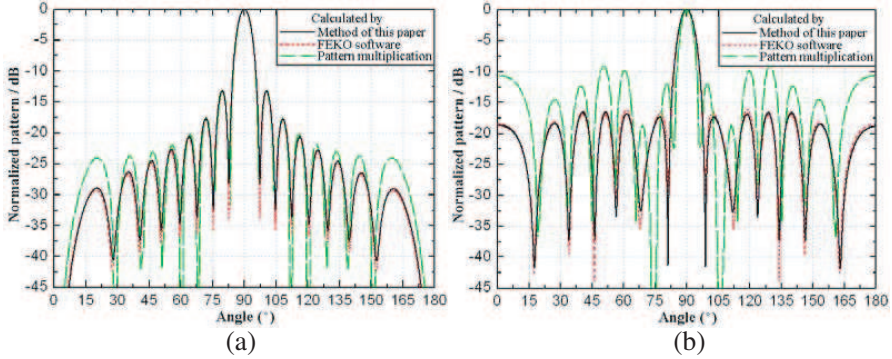 Calculated by
Method of this paper
FEKO software
Pattern multiplication
Normalized pattern / dB
0
-5
-10
-15
-20
-25
-30
-35
-40
-45
0 15 30 45 60 75 90 105 120 135 150 165 180
Angle (°)
(a)
Calculated by
Method of this paper
FEKO software
Pattern multiplication
Normalized pattern / dB
0
-5
-10
-15
-20
-25
-30
-35
-40
-45
0 15 30 45 60 75 90 105 120 135 150 165 180
Angle (°)
(b)